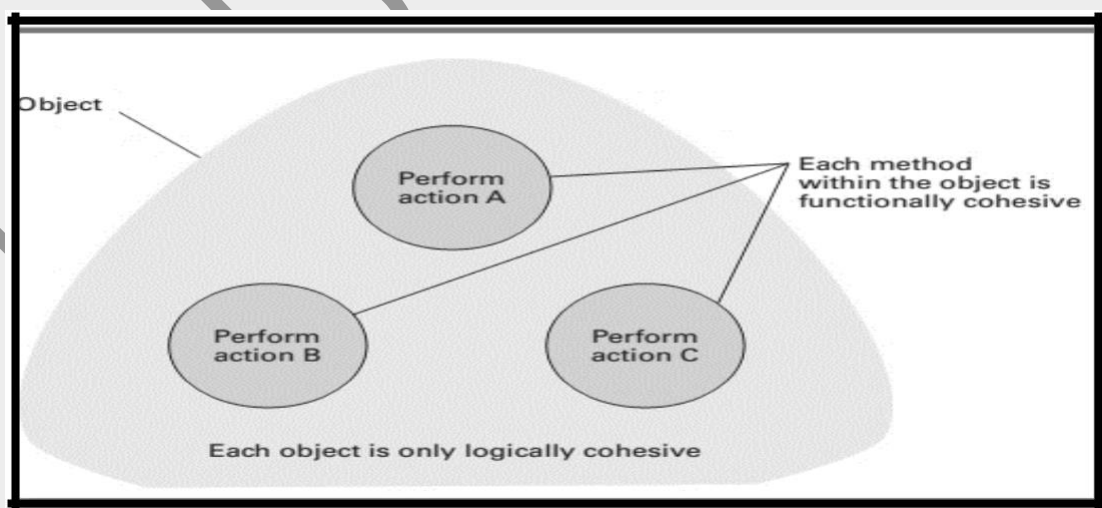 Object
Perform
action A
Each method
within the object is
functionally cohesive
Perform
action B
Perform
action C
Each object is only logically cohesive